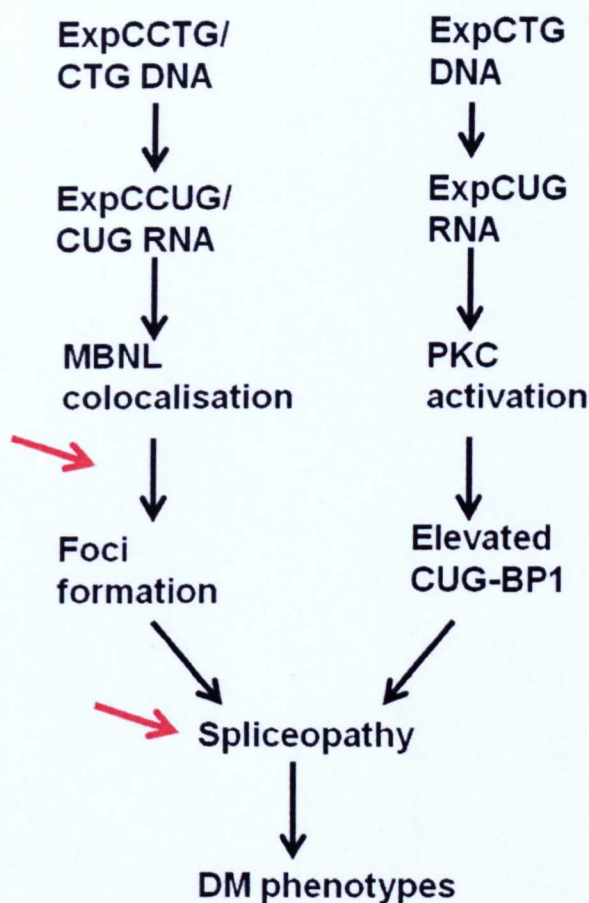 ExpCCTG/
CTG DNA
ExpCCUG/
CUG RNA
MBNL
colocalisation
Foci
formation
ExpCTG
DNA
ExpCUG
RNA
PKC
activation
Elevated
CUG-BP1
Spliceopathy
DM phenotypes